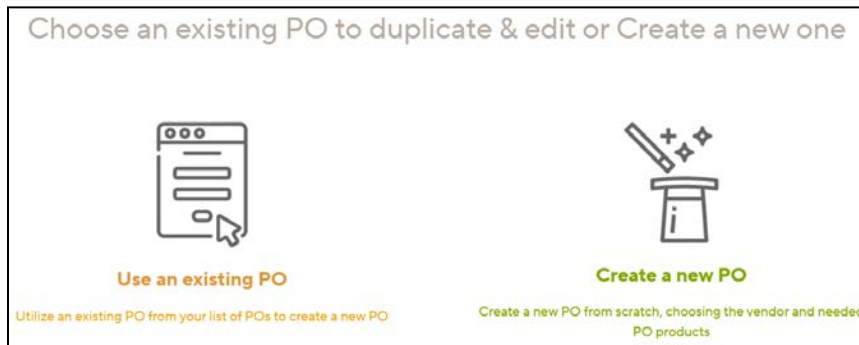 Choose an existing PO to duplicate & edit or Create a new one
Use an existing PO
Utilize an existing PO from your list of POs to create a new PO
Create a new PO
Create a new PO from scratch, choosing the vendor and needed
PO products